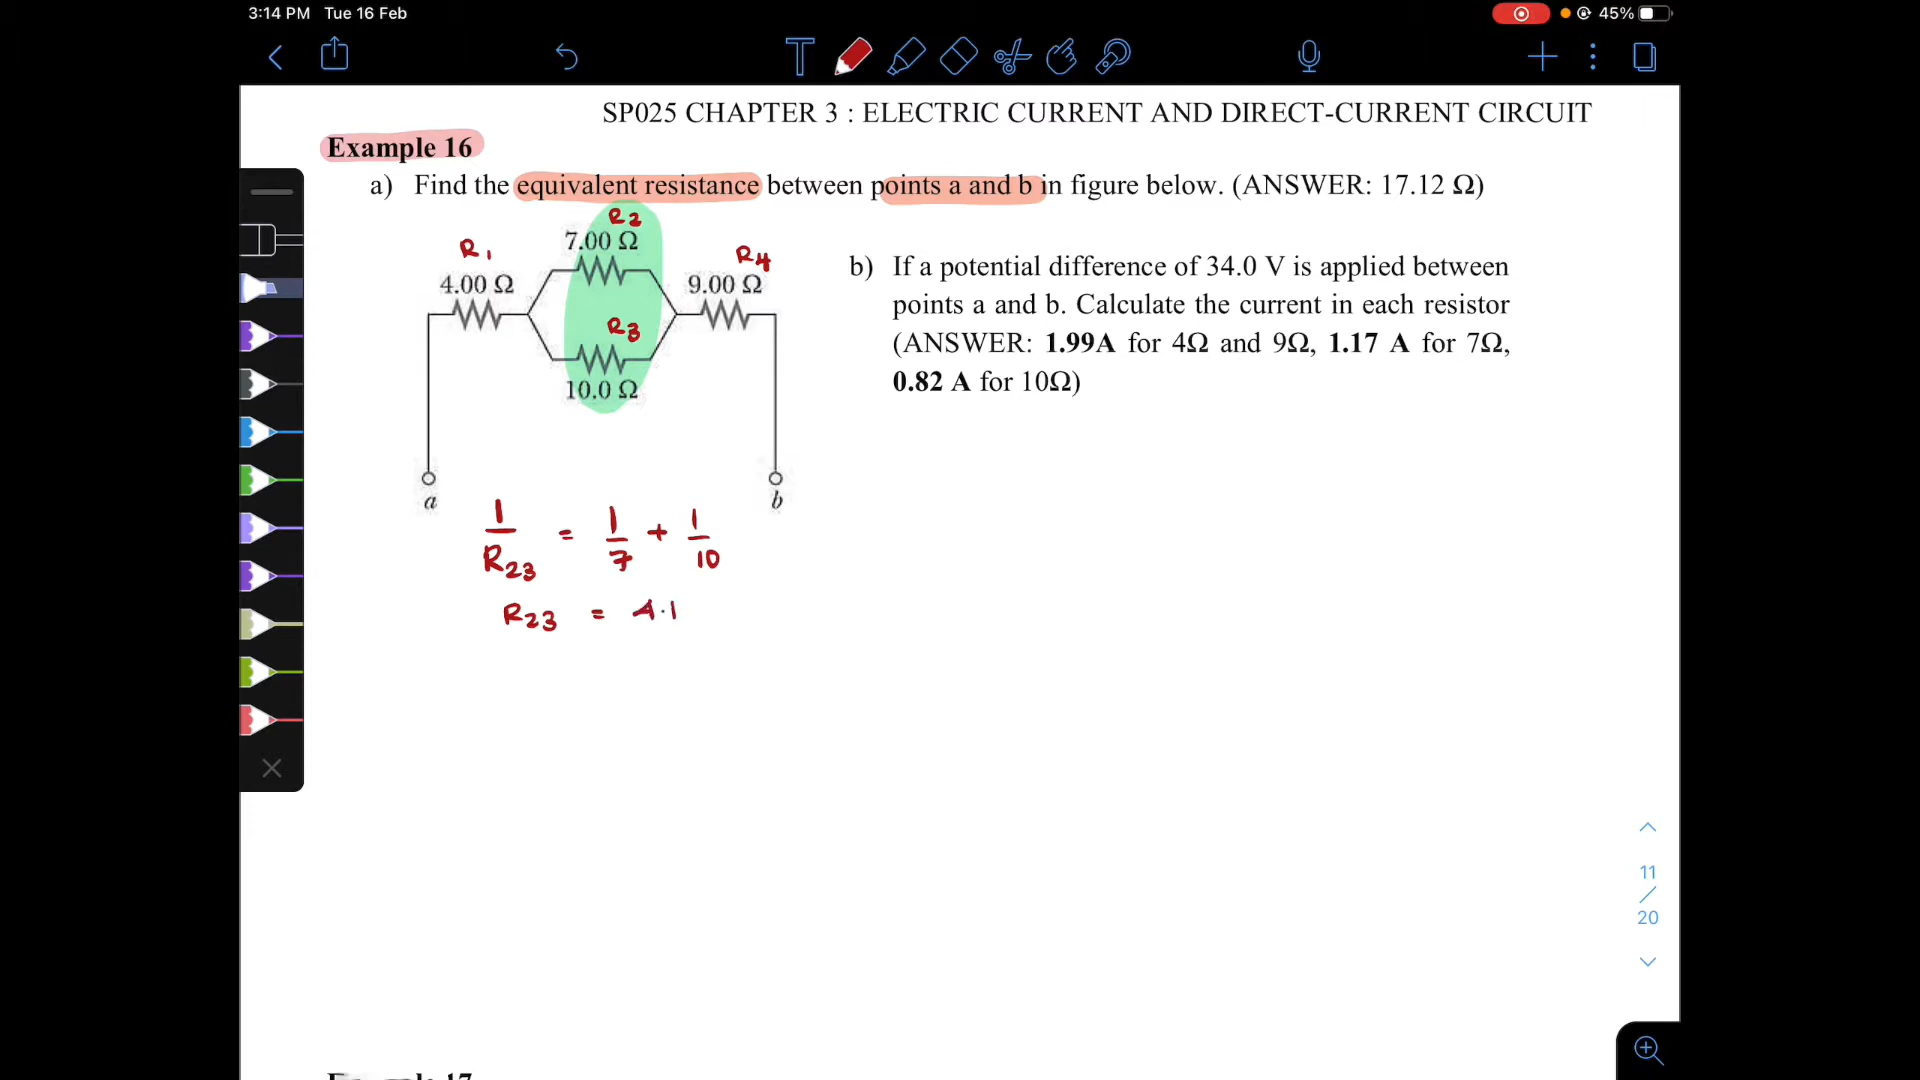 3:14 PM Tue 16 Feb
45%
SP025 CHAPTER 3 : ELECTRIC CURRENT AND DIRECT-CURRENT CIRCUIT
Example 16
a) Find the equivalent resistance between points a and b in figure below. (ANSWER: 17.12 Ω)
R2
7.00 Ω
R1
4.00 Ω
R4
9.00 Ω
R3
10.0 Ω
a
b
b) If a potential difference of 34.0 V is applied between
points a and b. Calculate the current in each resistor
(ANSWER: 1.99A for 4Ω and 9Ω, 1.17 A for 7Ω,
0.82 A for 10Ω)
1/R23 = 1/7 + 1/10
R23 = 4.1
11
/
20